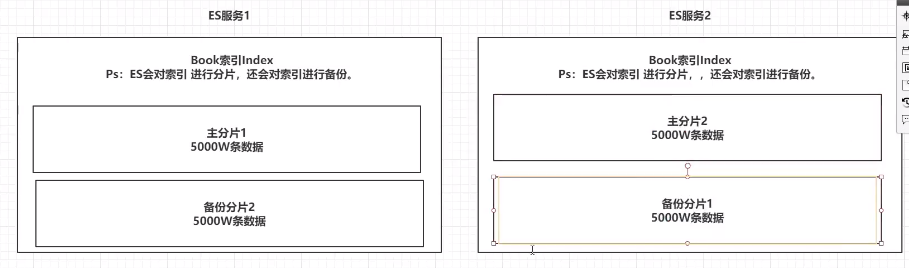 ES服务1
Book索引Index
Ps：ES会对索引 进行分片，还会对索引进行备份。
主分片1
5000W条数据
备份分片2
5000W条数据
ES服务2
Book索引Index
Ps：ES会对索引 进行分片，，还会对索引进行备份。
主分片2
5000W条数据
备份分片1
5000W条数据